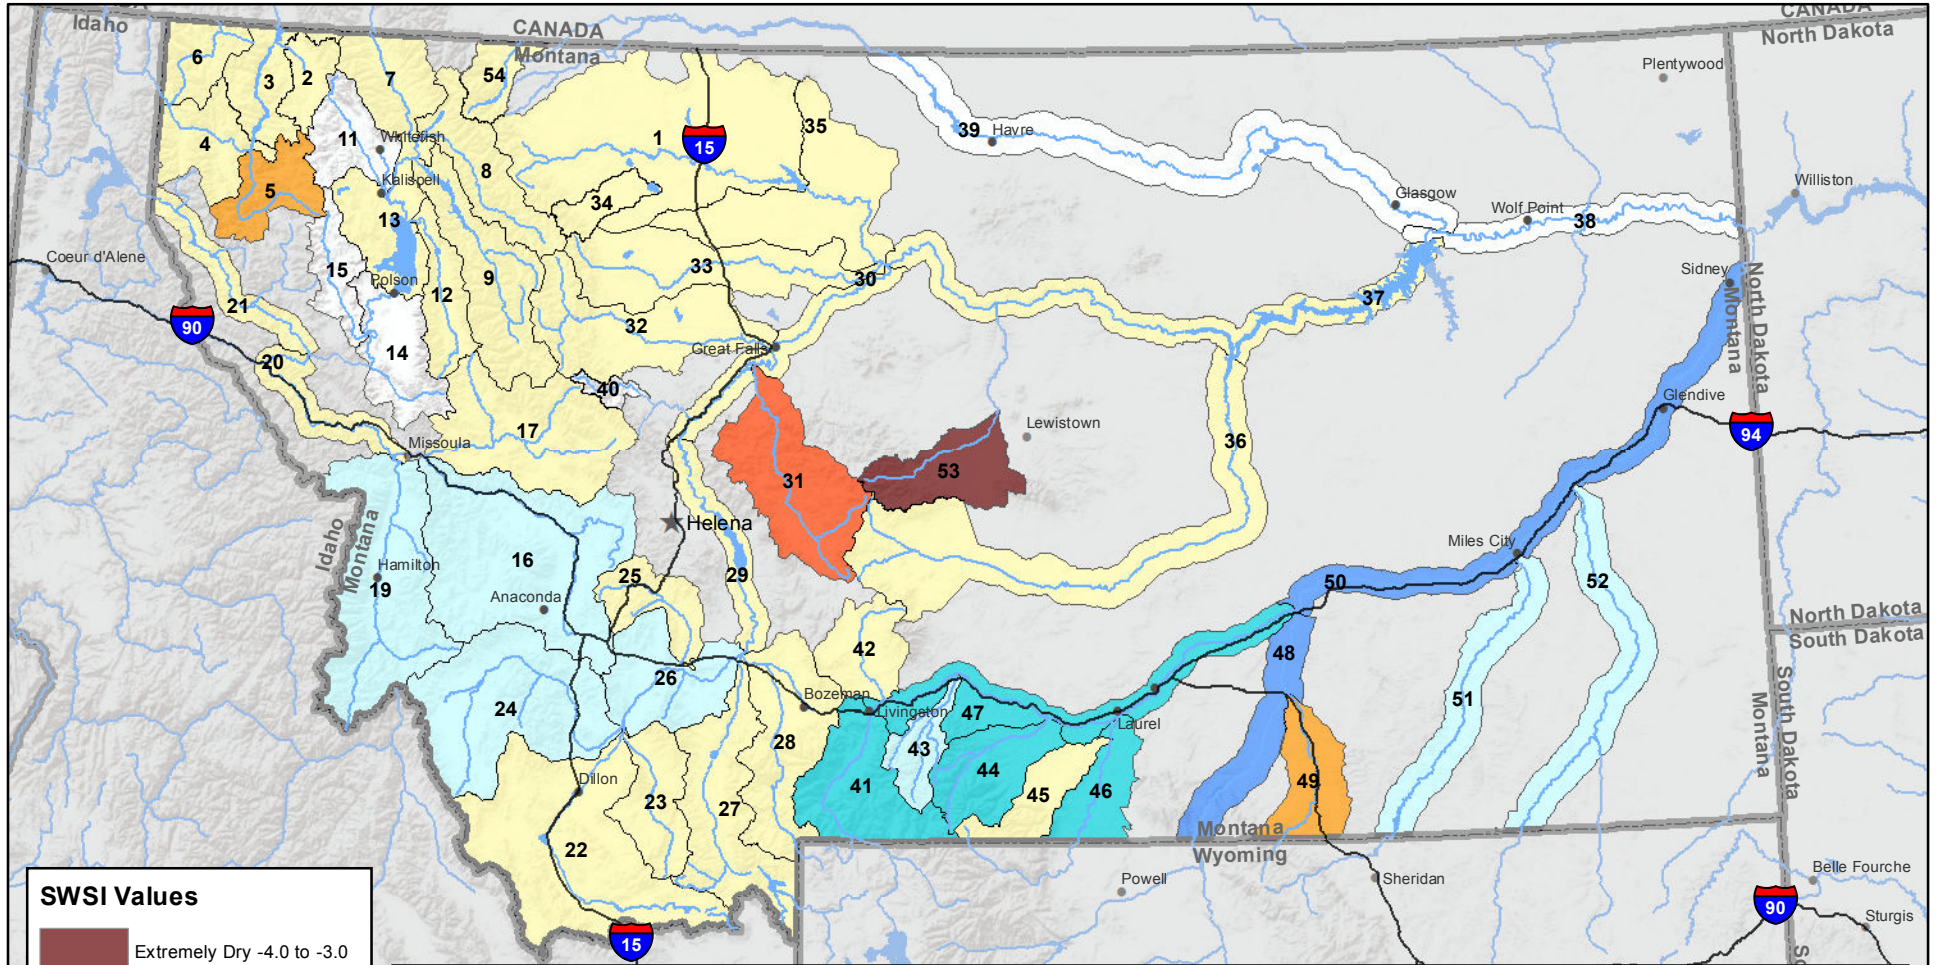 CANADA
Idaho
CANADA
Montana
CANADA
North Dakota
Plentywood
6
3
2
7
54
1
35
15
39
Havre
4
11
Whitefish
8
5
Kalispell
34
13
Glasgow
Wolf Point
38
Williston
Coeur d'Alene
15
Polson
9
12
33
30
37
Sidney
Montana
North Dakota
21
90
32
20
14
Great Falls
40
Glendive
17
Lewistown
94
Missoula
36
31
53
Helena
Idaho
Montana
16
Hamilton
19
Anaconda
25
29
Miles City
50
52
North Dakota
South Dakota
42
48
26
24
Bozeman
Livingston
47
Laurel
51
Montana
South Dakota
28
43
44
41
45
46
49
Dillon
23
27
22
Montana
Wyoming
Powell
Sheridan
Belle Fourche
90
Sturgis
15
SWSI Values
Extremely Dry -4.0 to -3.0